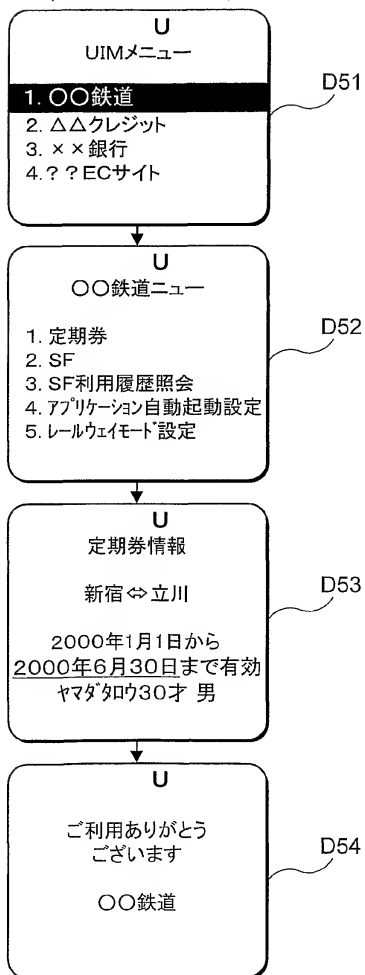 U
UIMメニュー
1. 〇〇鉄道
2. △△クレジット
3. ××銀行
4.??ECサイト
D51
U
〇〇鉄道ニュー
1. 定期券
2. SF
3. SF利用履歴照会
4. アプリケーション自動起動設定
5. レールウェイモード設定
D52
U
定期券情報
新宿⇔立川
2000年1月1日から
2000年6月30日まで有効
ヤマダタロウ30才 男
D53
U
ご利用ありがとう
ございます
〇〇鉄道
D54